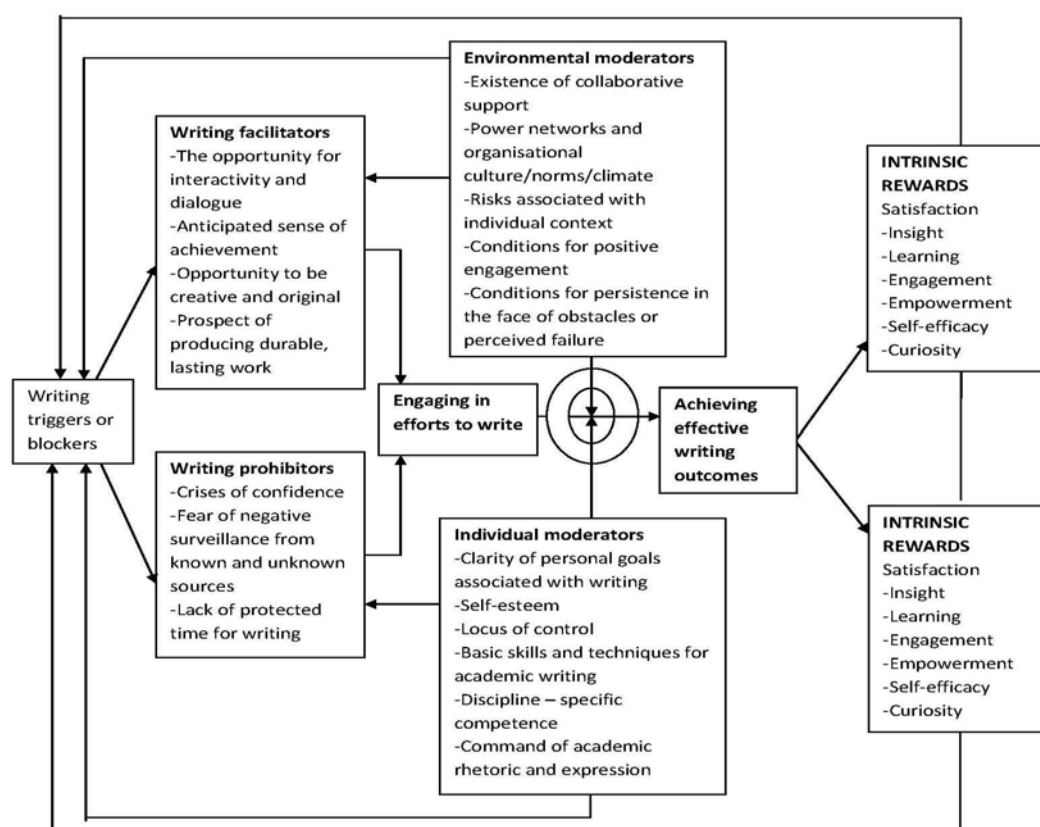 Environmental moderators
-Existence of collaborative
support
-Power networks and
organisational
culture/norms/climate
-Risks associated with
individual context
-Conditions for positive
engagement
-Conditions for persistence in
the face of obstacles or
perceived failure
Writing facilitators
-The opportunity for
interactivity and
dialogue
-Anticipated sense of
achievement
-Opportunity to be
creative and original
-Prospect of
producing durable,
lasting work
INTRINSIC
REWARDS
Satisfaction
-Insight
-Learning
-Engagement
-Empowerment
-Self-efficacy
-Curiosity
Writing
triggers or
blockers
Engaging in
efforts to write
Achieving
effective
writing
outcomes
Writing prohibitors
-Crises of confidence
-Fear of negative
surveillance from
known and unknown
sources
-Lack of protected
time for writing
Individual moderators
-Clarity of personal goals
associated with writing
-Self-esteem
-Locus of control
-Basic skills and techniques for
academic writing
-Discipline – specific
competence
-Command of academic
rhetoric and expression
INTRINSIC
REWARDS
Satisfaction
-Insight
-Learning
-Engagement
-Empowerment
-Self-efficacy
-Curiosity